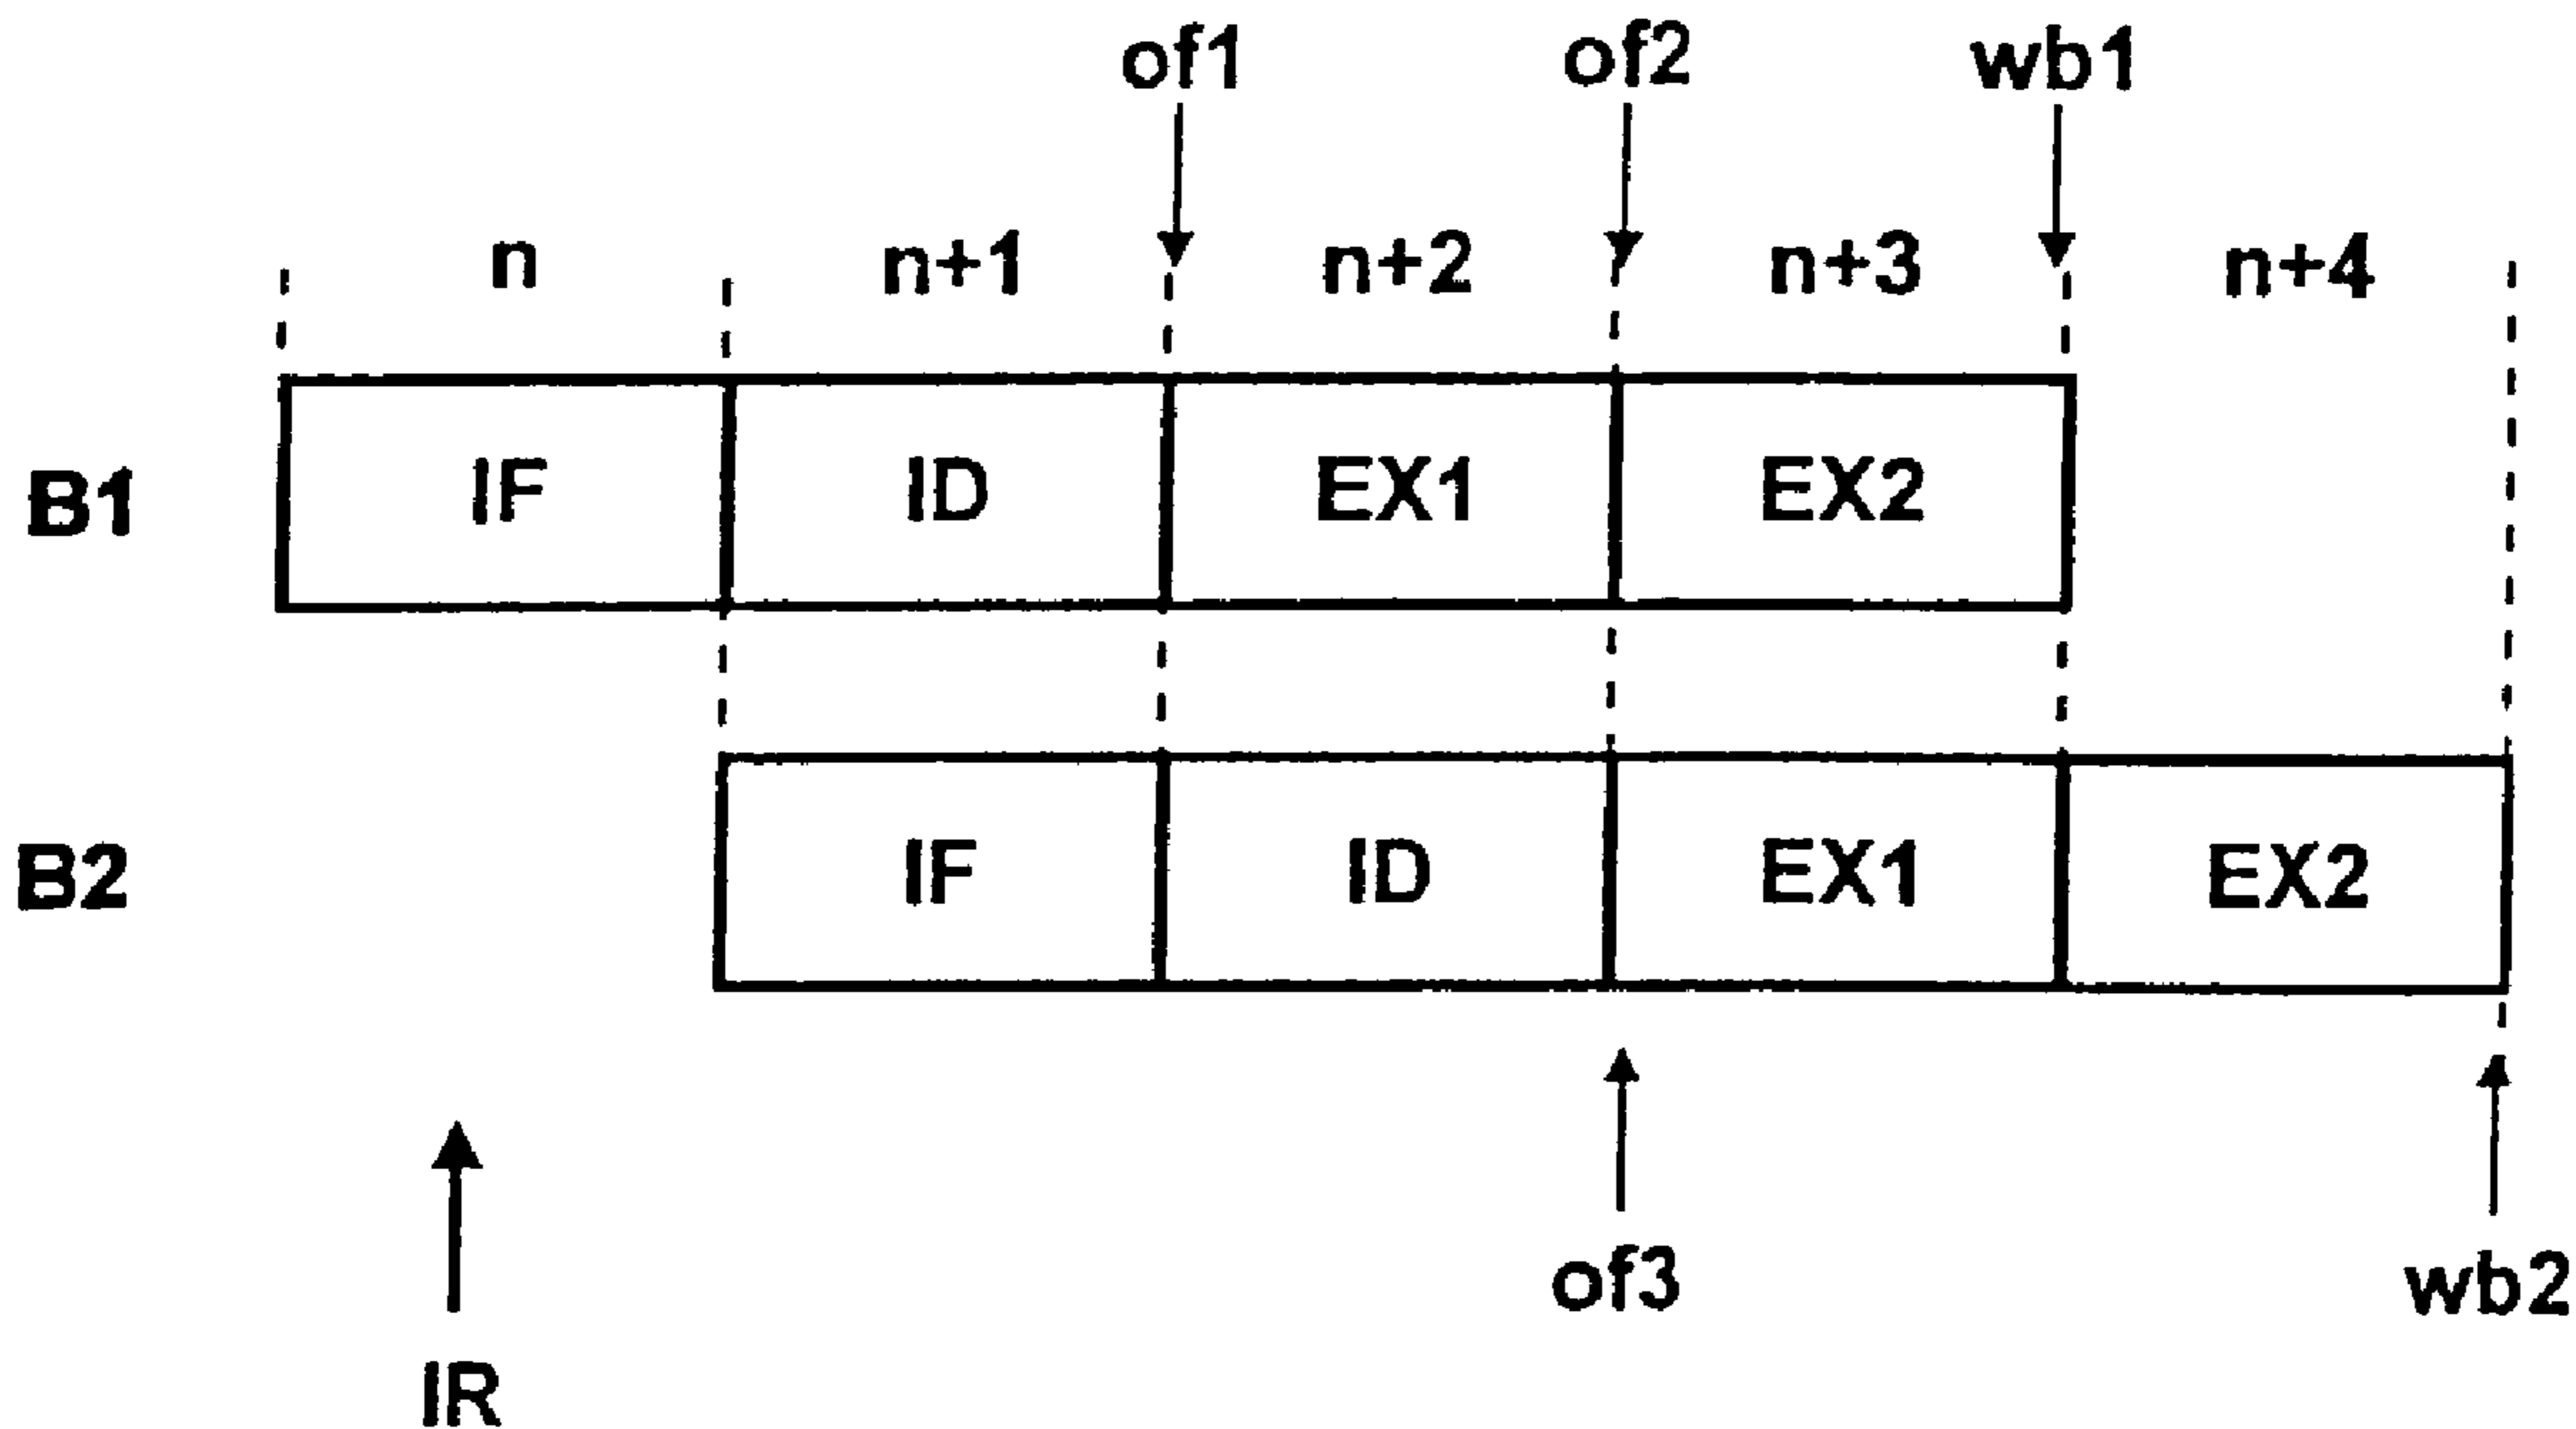 of1 of2 wb1
n n+1 n+2 n+3 n+4
B1 IF ID EX1 EX2
B2 IF ID EX1 EX2
of3 wb2
IR